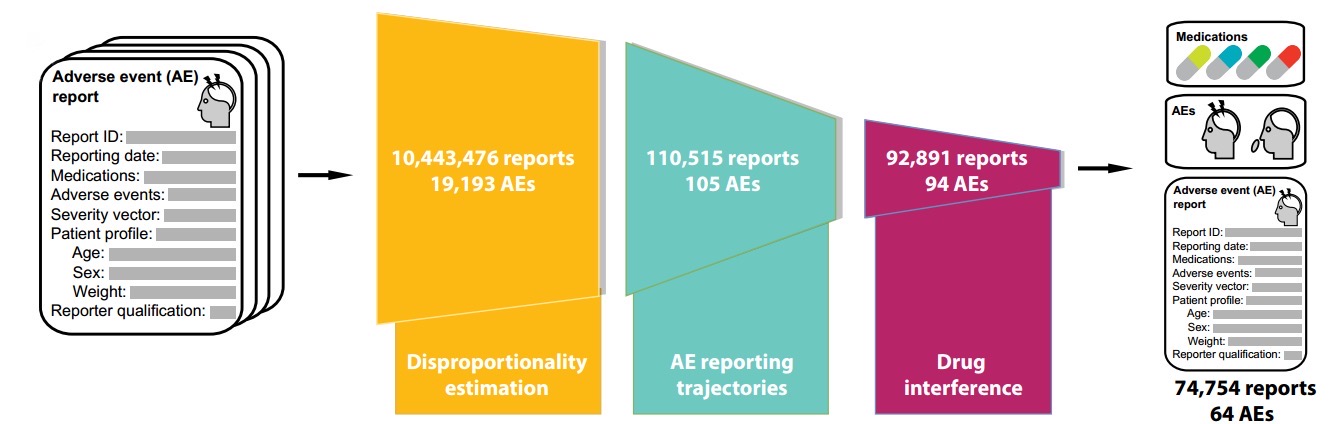 Adverse event (AE)
report
Report ID:
Reporting date:
Medications:
Adverse events:
Severity vector:
Patient profile:
Age:
Sex:
Weight:
Reporter qualification:
10,443,476 reports
19,193 AEs
Disproportionality
estimation
110,515 reports
105 AEs
AE reporting
trajectories
92,891 reports
94 AEs
Drug
interference
Medications
AEs
Adverse event (AE)
report
Report ID:
Reporting date:
Medications:
Adverse events:
Severity vector:
Patient profile:
Age:
Sex:
Weight:
Reporter qualification:
74,754 reports
64 AEs